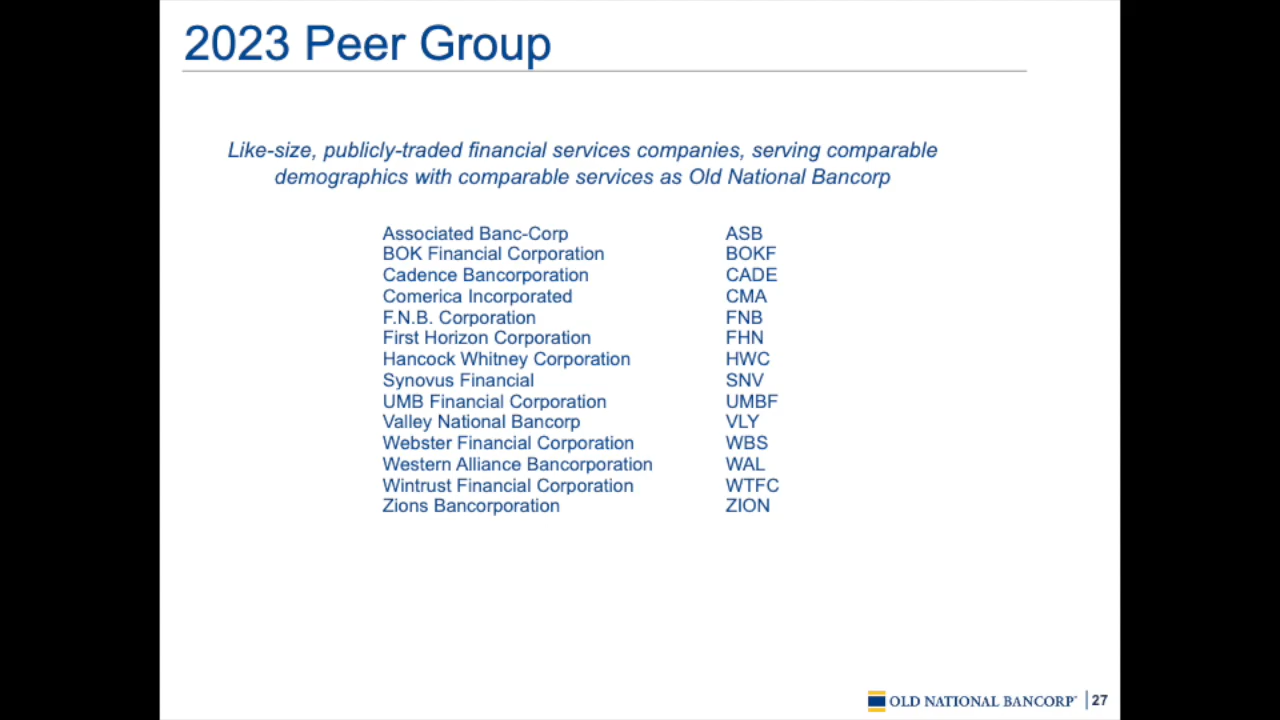 2023 Peer Group
Like-size, publicly-traded financial services companies, serving comparable
demographics with comparable services as Old National Bancorp
Associated Banc-Corp ASB
BOK Financial Corporation BOKF
Cadence Bancorporation CADE
Comerica Incorporated CMA
F.N.B. Corporation FNB
First Horizon Corporation FHN
Hancock Whitney Corporation HWC
Synovus Financial SNV
UMB Financial Corporation UMBF
Valley National Bancorp VLY
Webster Financial Corporation WBS
Western Alliance Bancorporation WAL
Wintrust Financial Corporation WTFC
Zions Bancorporation ZION
OLD NATIONAL BANCORP 27